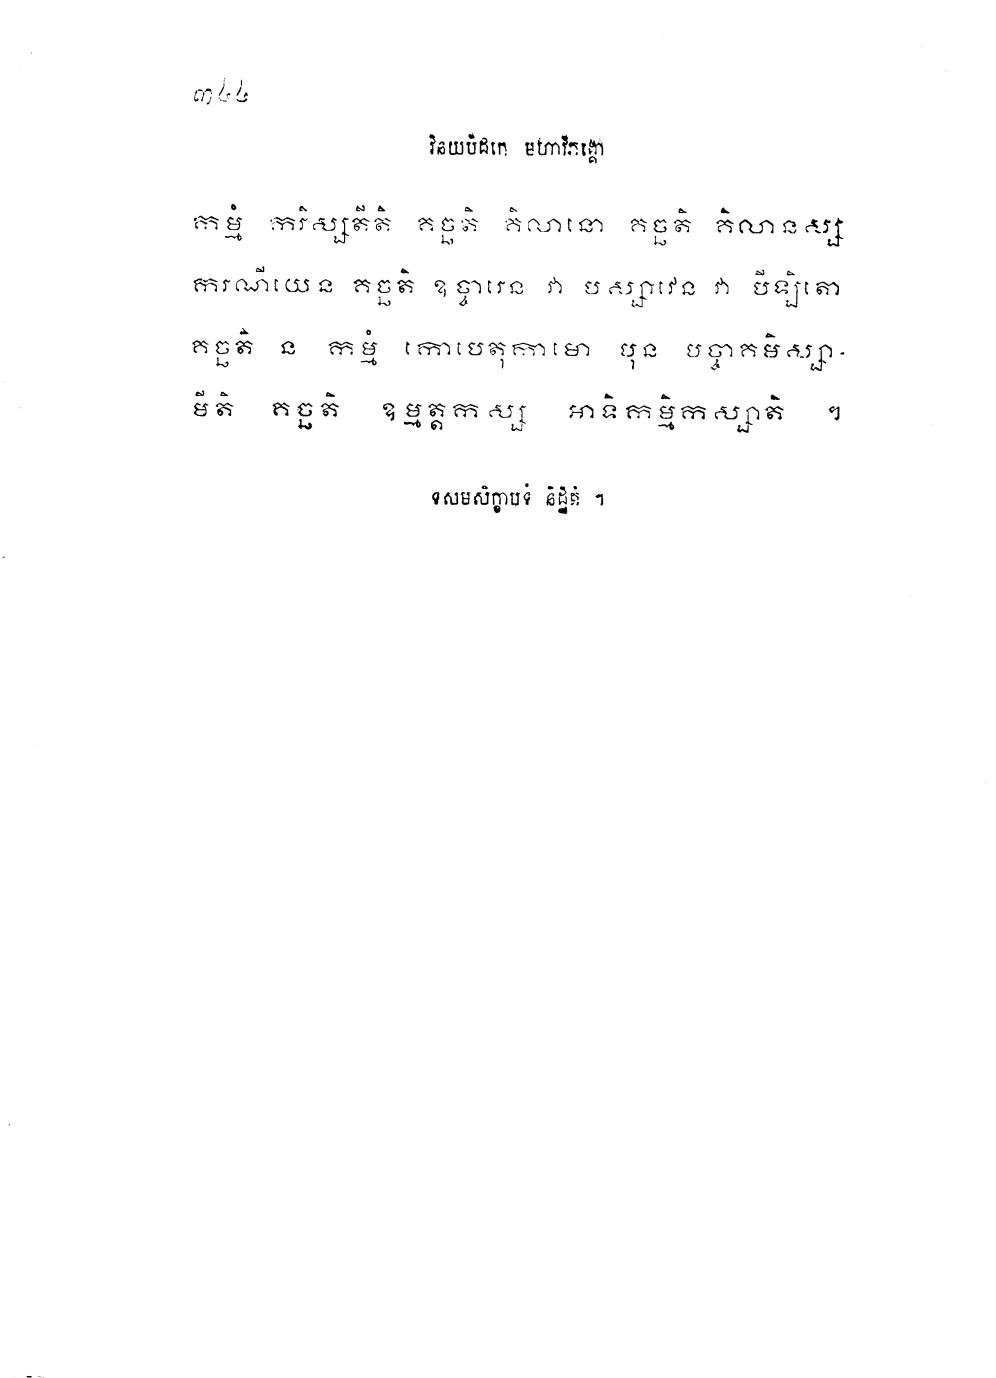 ៣៤៤
វិនយបិដកេ មហាវិភង្គោ
កម្មំ ករិស្សតីតិ គច្ឆតិ គិលានោ គច្ឆតិ គិលានស្ស
ករណីយេន គច្ឆតិ ឧច្ចារេន វា បស្សាវេន វា បីឡិតោ
គច្ឆតិ ន កម្មំ កោបេតុកាមោ បុន បច្ចាគមិស្សា-
មីតិ គច្ឆតិ ឧម្មត្តកស្ស អាទិកម្មិកស្សាតិ ។
ទសមសិក្ខាបទំ និដ្ឋិតំ ។